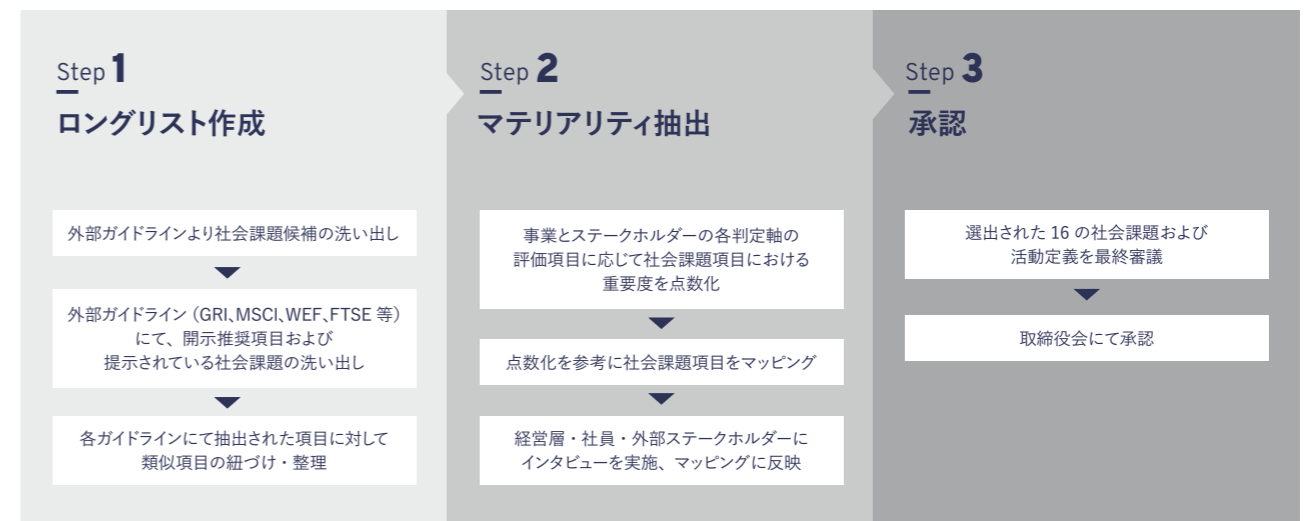 Step 1
ロングリスト作成
外部ガイドラインより社会課題候補の洗い出し
外部ガイドライン（GRI、MSCI、WEF、FTSE 等）
にて、開示推奨項目および
提示されている社会課題の洗い出し
各ガイドラインにて抽出された項目に対して
類似項目の紐づけ・整理
Step 2
マテリアリティ抽出
事業とステークホルダーの各判定軸の
評価項目に応じて社会課題項目における
重要度を点数化
点数化を参考に社会課題項目をマッピング
経営層・社員・外部ステークホルダーに
インタビューを実施、マッピングに反映
Step 3
承認
選出された 16 の社会課題および
活動定義を最終審議
取締役会にて承認